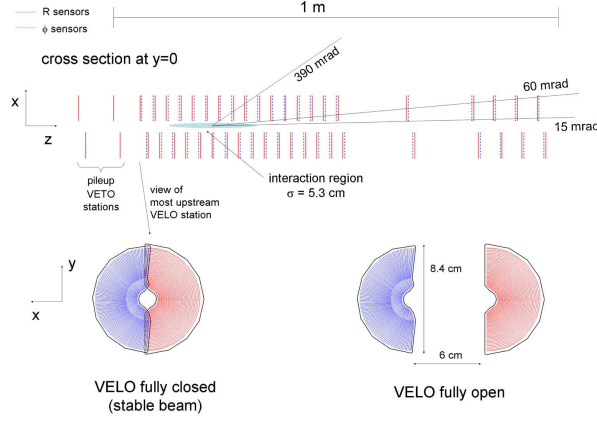 R sensors
ϕ sensors
1 m
cross section at y=0
390 mrad
60 mrad
15 mrad
x
z
interaction region
σ = 5.3 cm
pileup
VETO
stations
view of
most upstream
VELO station
y
x
8.4 cm
6 cm
VELO fully closed
(stable beam)
VELO fully open